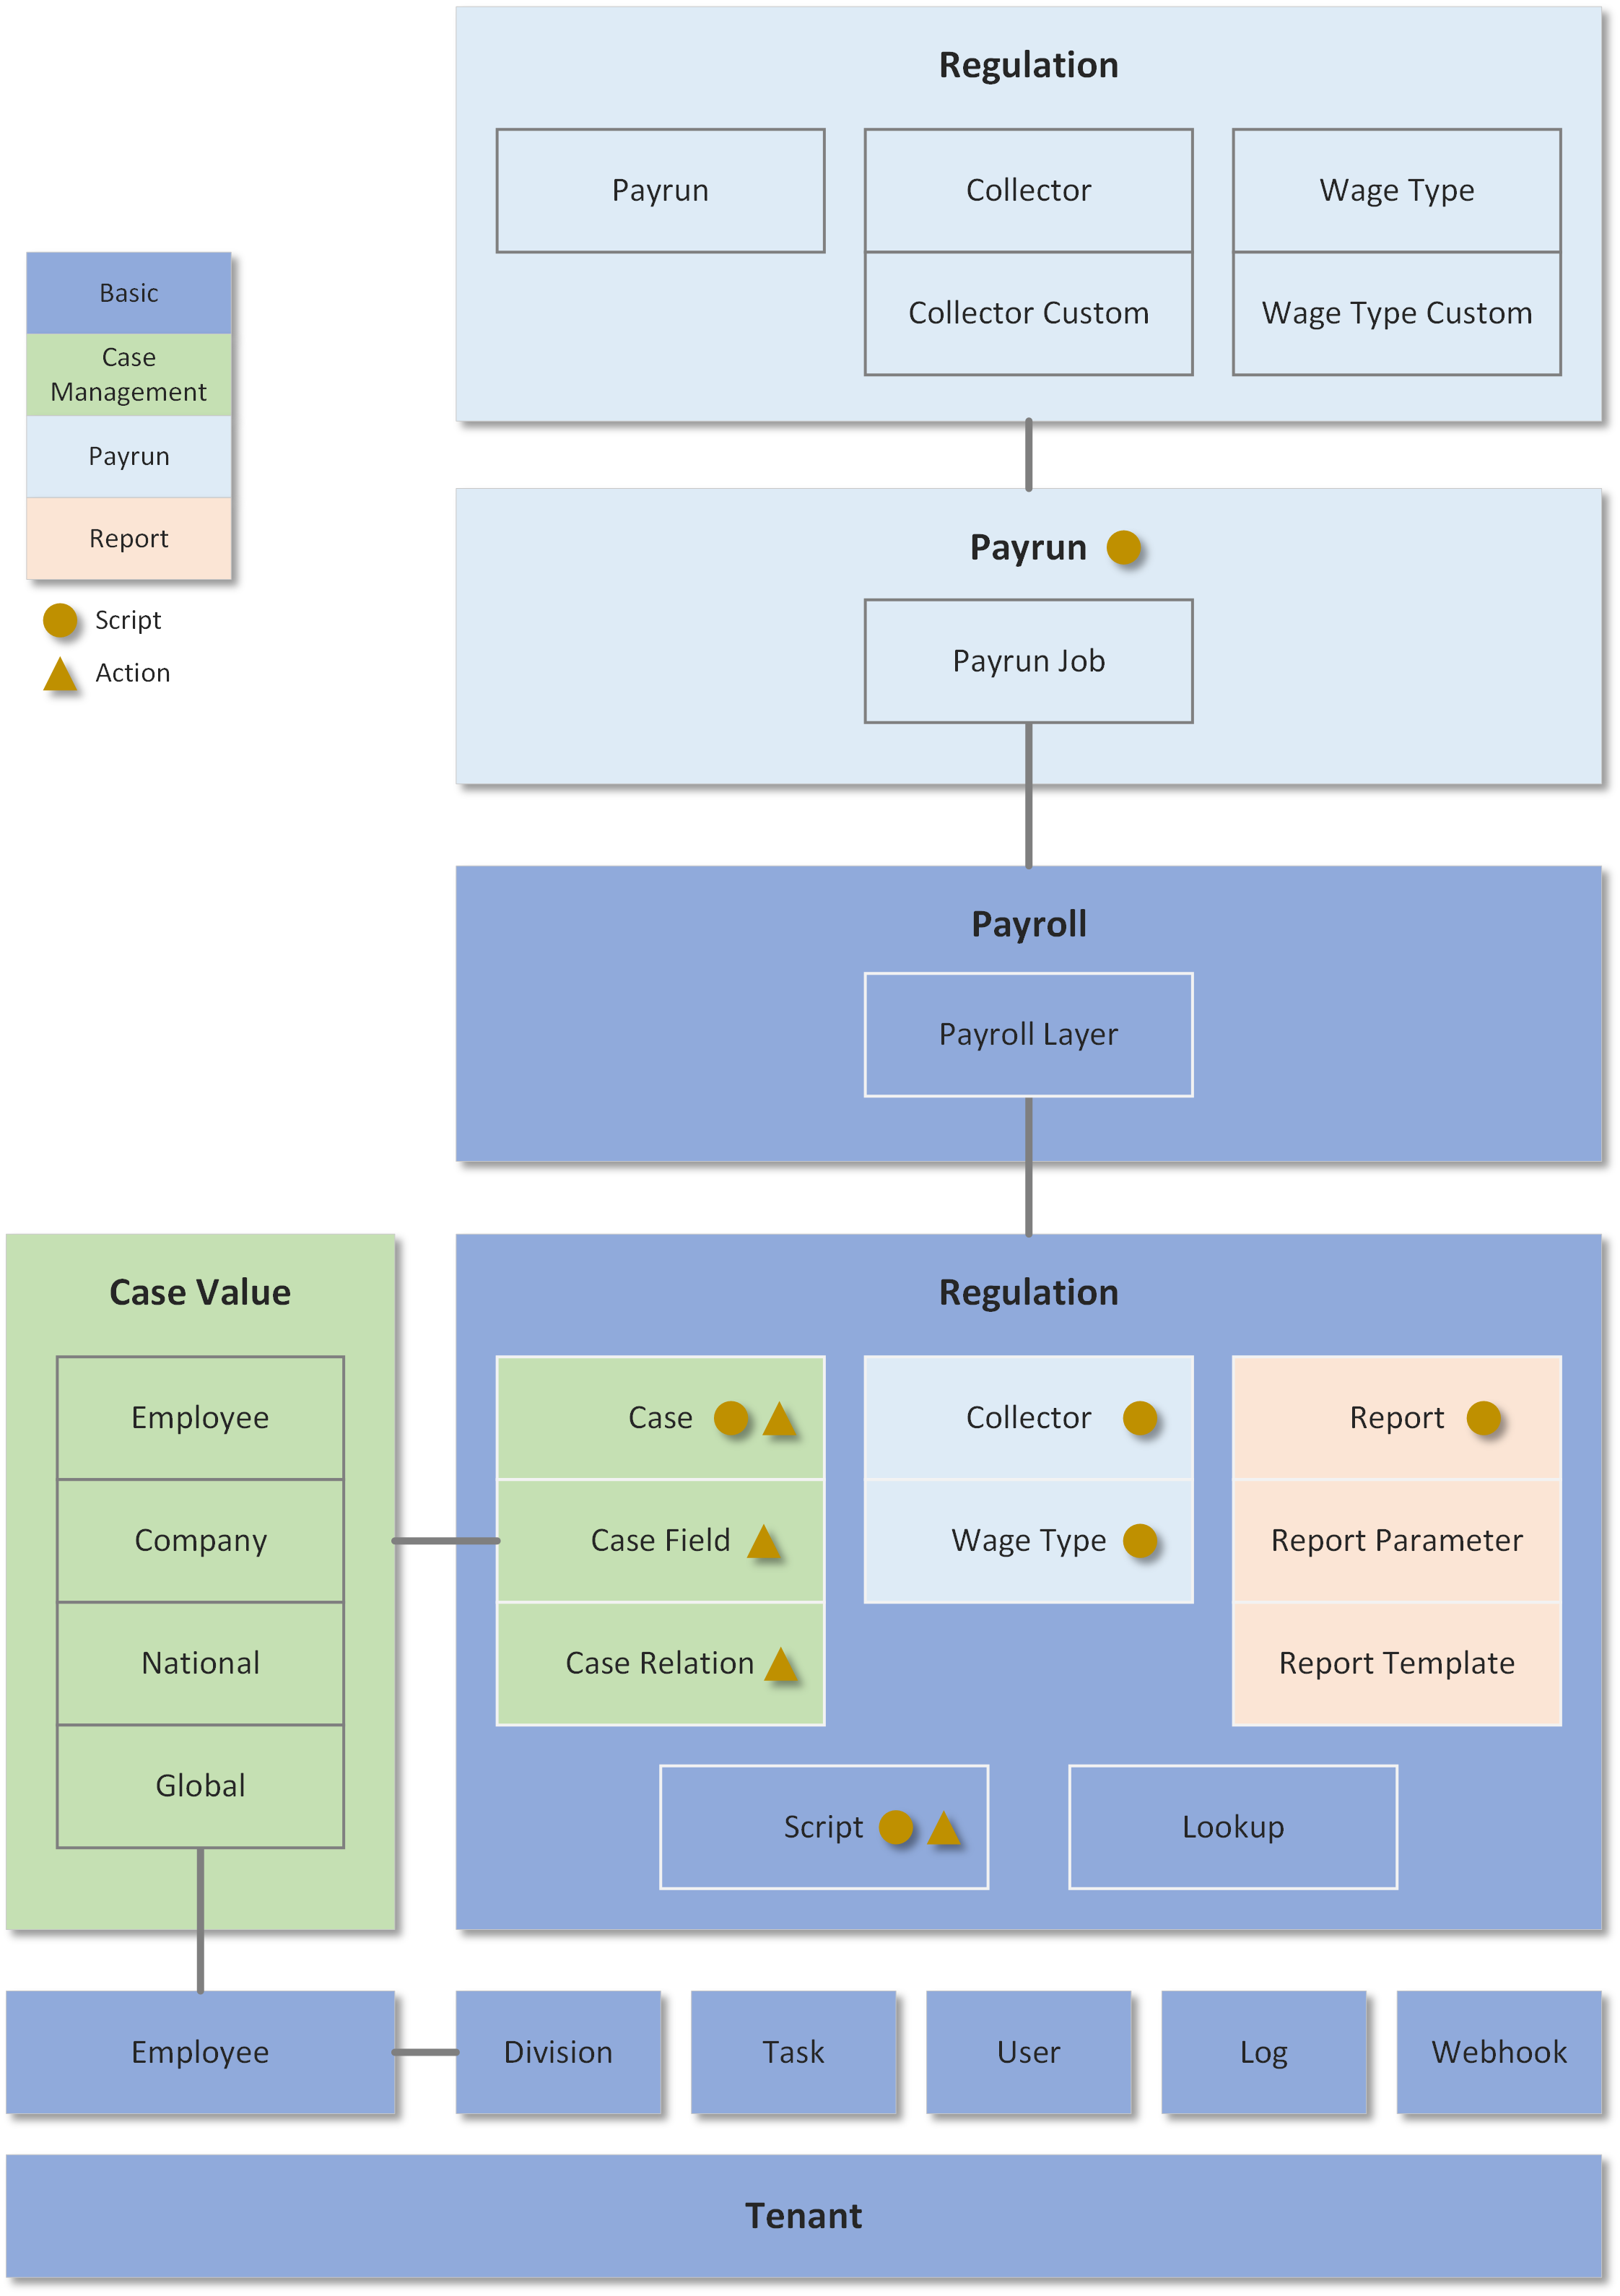 Regulation
Payrun
Collector
Wage Type
Collector Custom
Wage Type Custom
Basic
Case
Management
Payrun
Report
Script
Action
Payrun
Payrun Job
Payroll
Payroll Layer
Case Value
Employee
Company
National
Global
Regulation
Case
Case Field
Case Relation
Collector
Wage Type
Report
Report Parameter
Report Template
Script
Lookup
Employee
Division
Task
User
Log
Webhook
Tenant